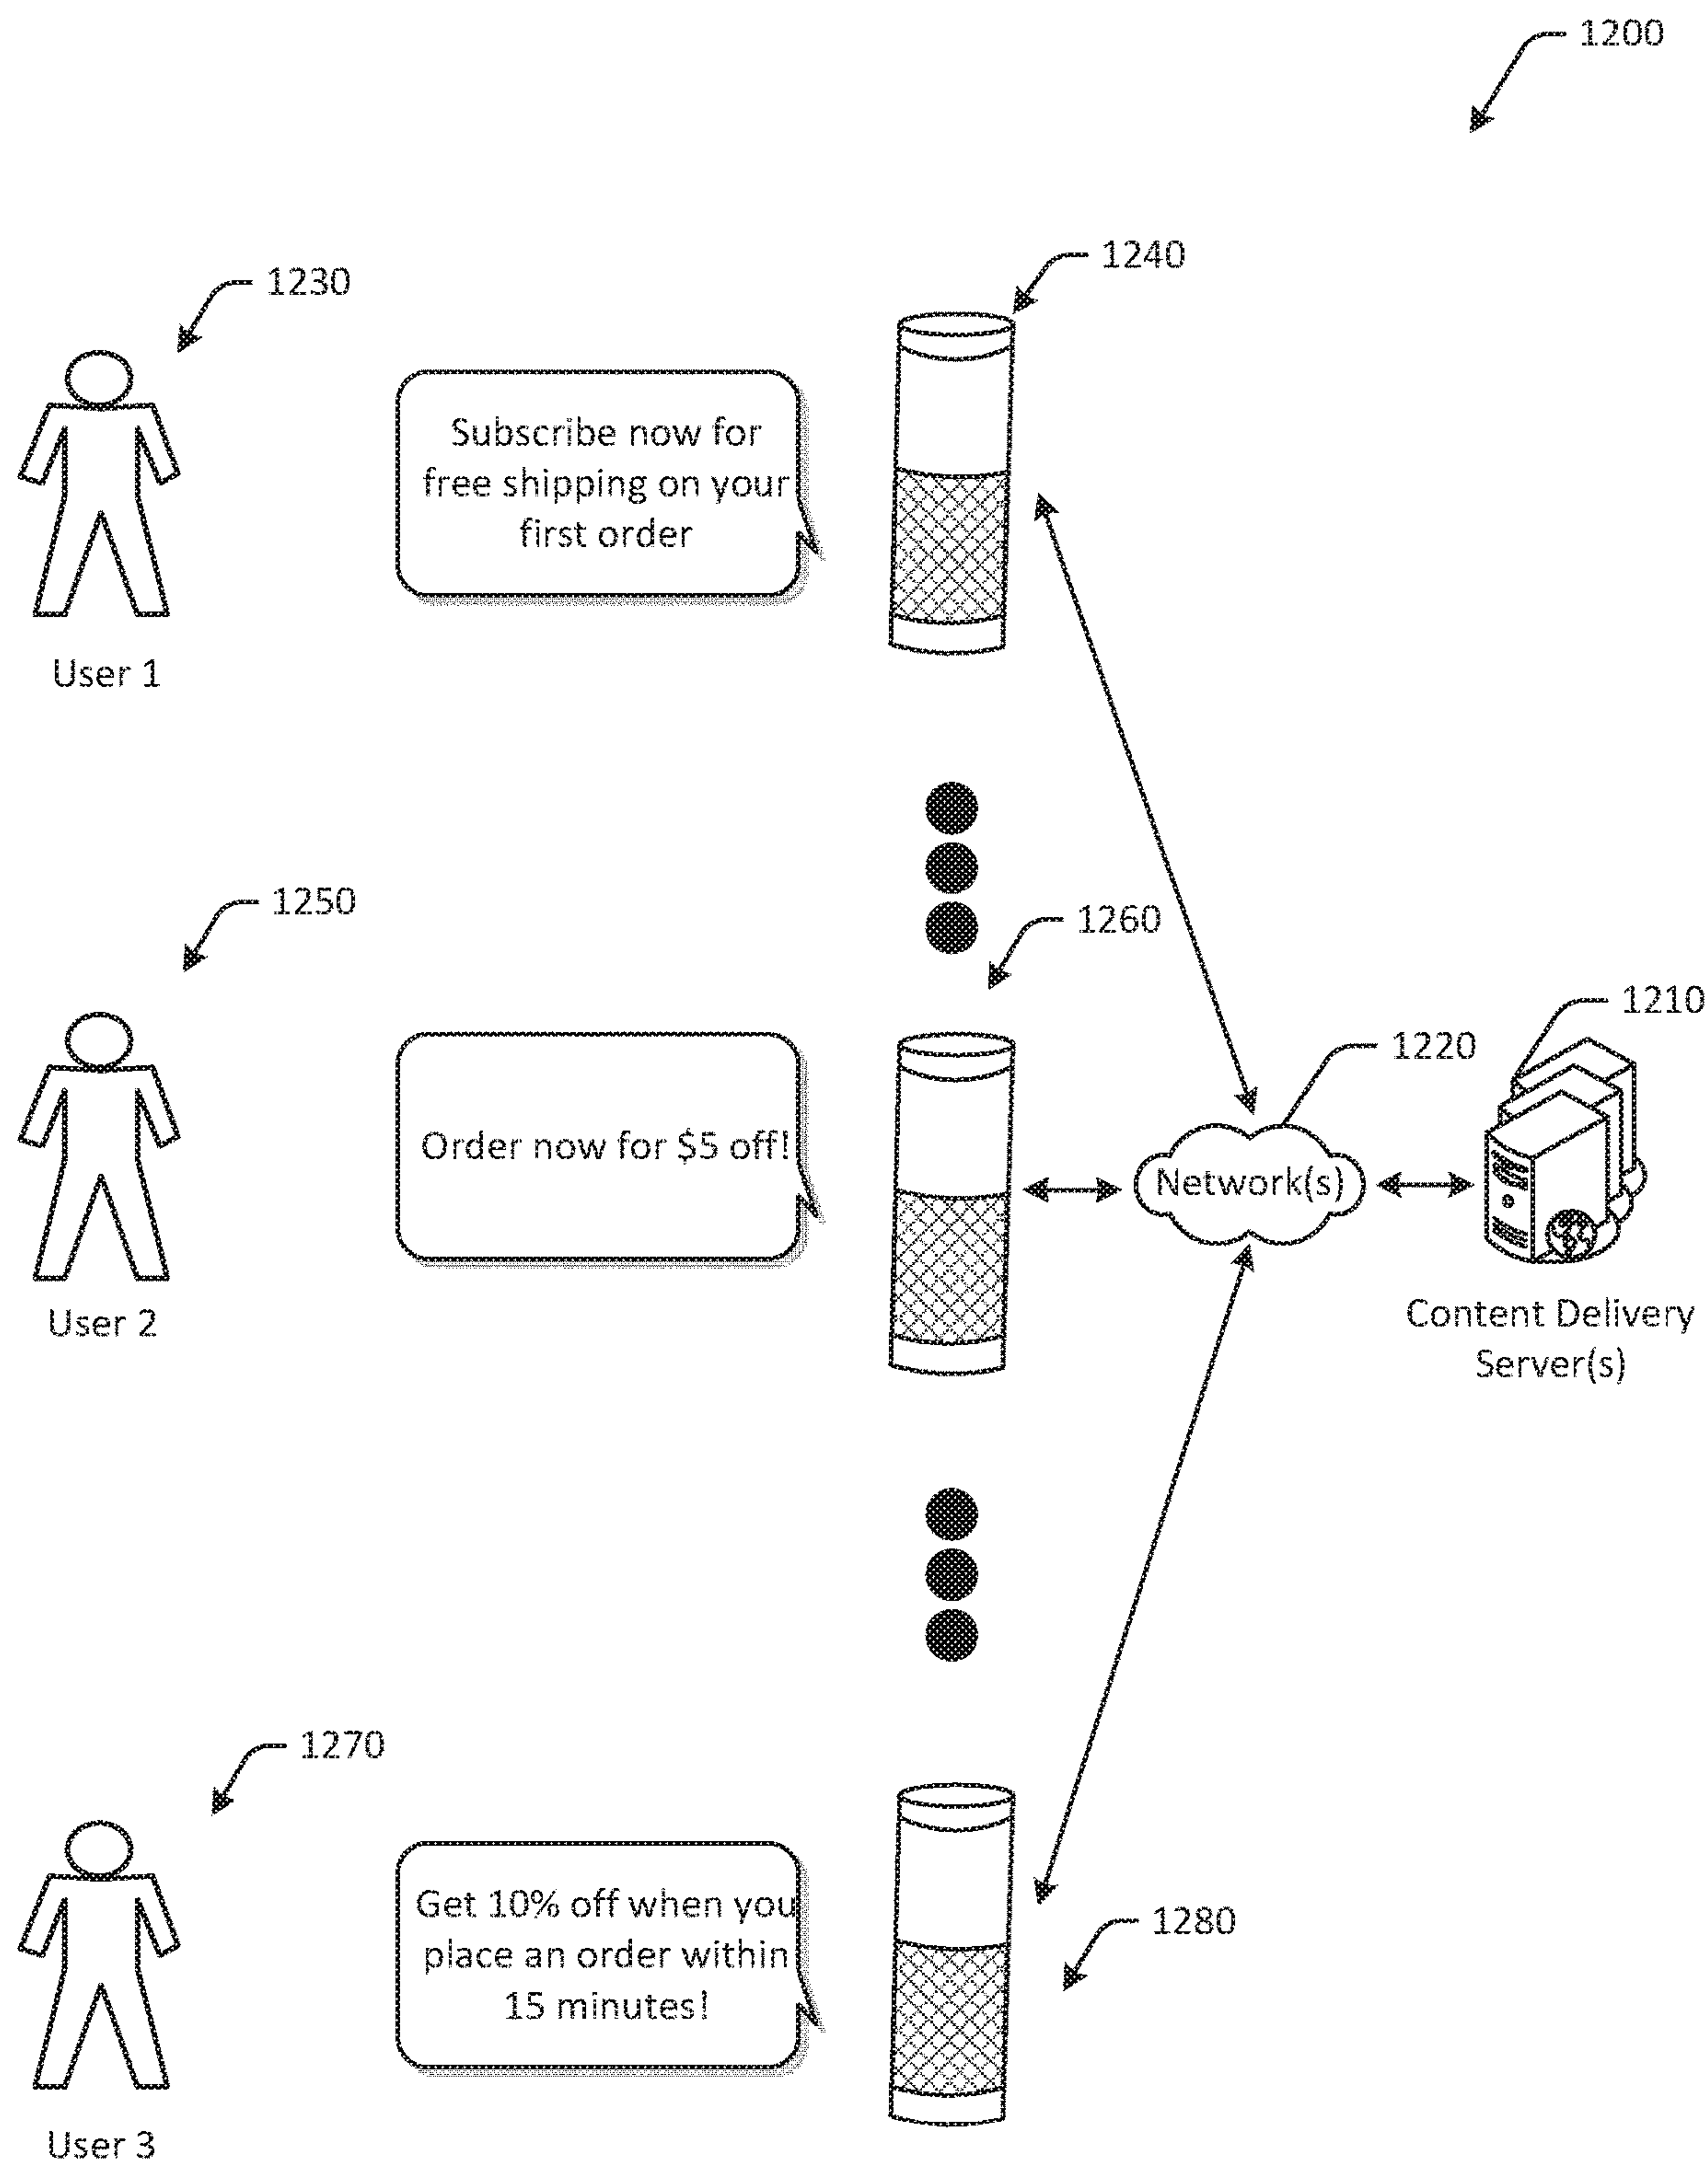 1200
1240
1230
Subscribe now for
free shipping on your
first order
User 1
1250
1260
1210
1220
Order now for $5 off!
Network(s)
Content Delivery
Server(s)
User 2
1270
Get 10% off when you
place an order within
15 minutes!
1280
User 3